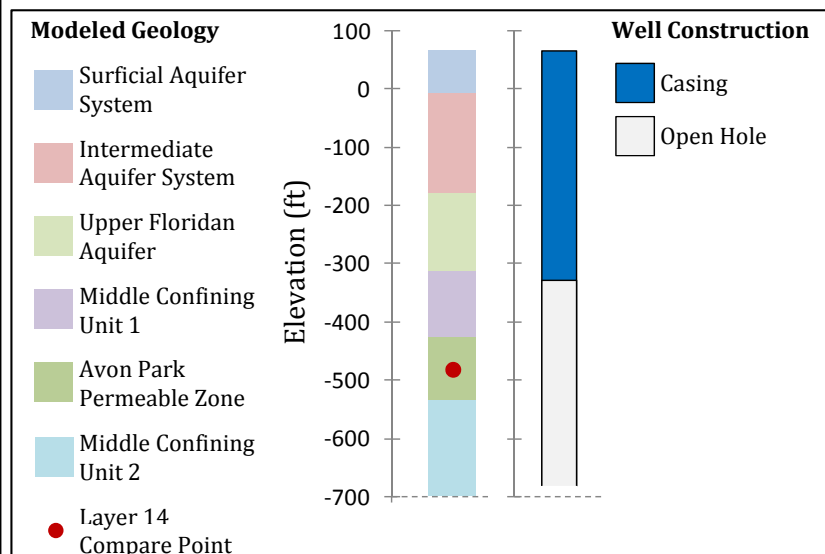 Modeled Geology
Surficial Aquifer
System
Intermediate
Aquifer System
Upper Floridan
Aquifer
Middle Confining
Unit 1
Avon Park
Permeable Zone
Middle Confining
Unit 2
Layer 14
Compare Point
Elevation (ft)
100
0
-100
-200
-300
-400
-500
-600
-700
Well Construction
Casing
Open Hole